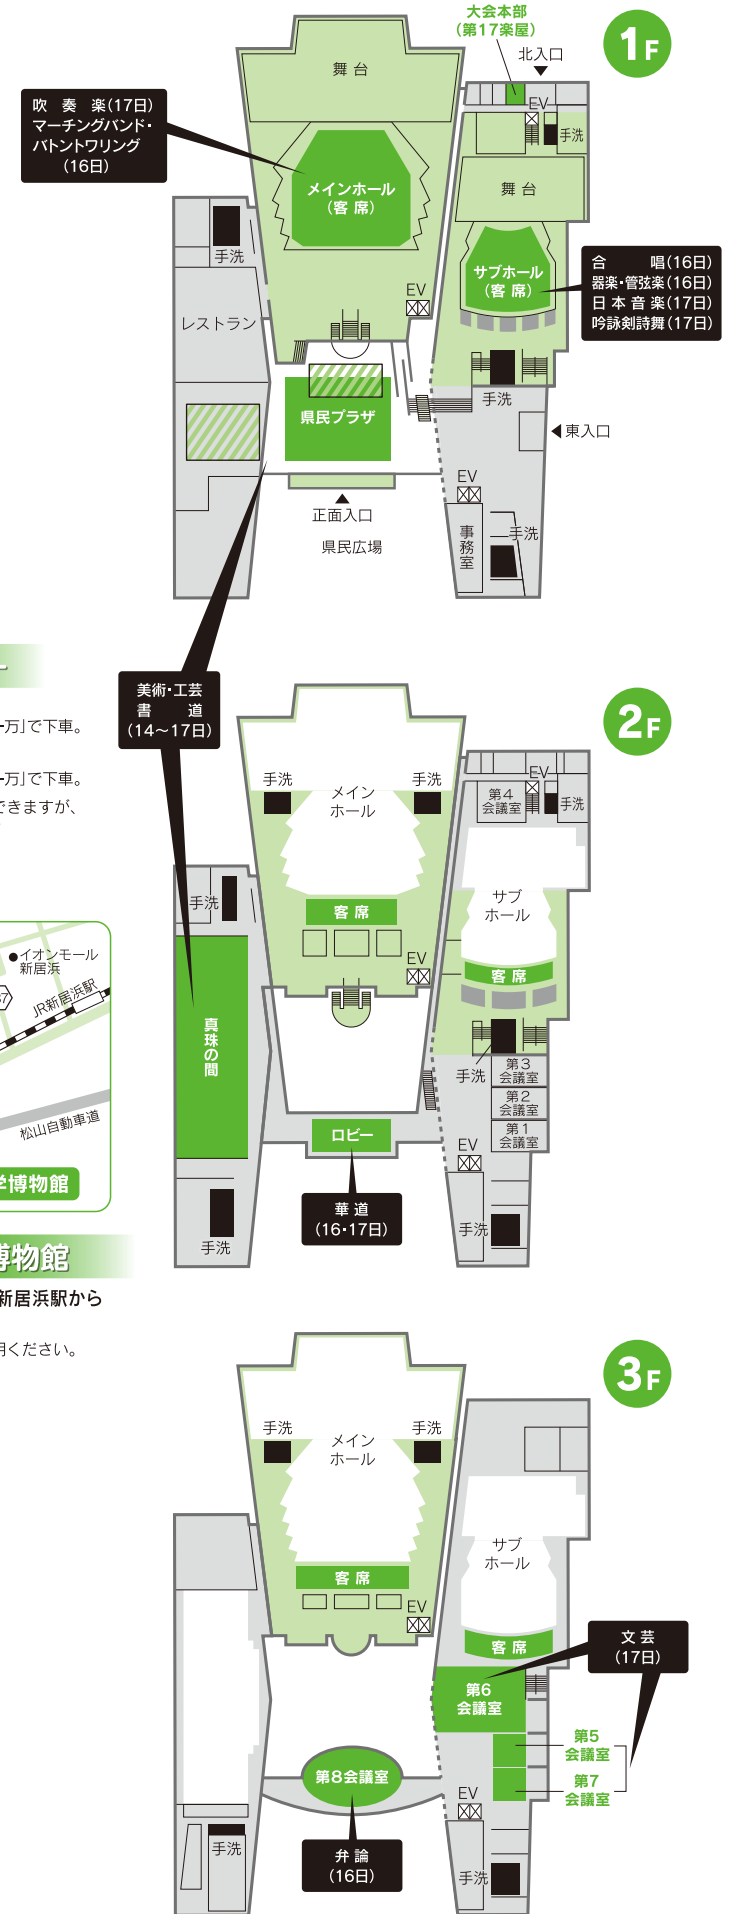 1F
大会本部
(第17楽屋)
北入口
EV
手洗
舞台
吹奏楽(17日)
マーチングバンド・
バトントワリング
(16日)
メインホール
(客席)
舞台
サブホール
(客席)
合唱(16日)
器楽・管弦楽(16日)
日本音楽(17日)
吟詠剣詩舞(17日)
手洗
レストラン
EV
手洗
県民プラザ
東入口
正面入口
県民広場
EV
事務室
手洗
美術・工芸
書道
(14〜17日)
万」で下車。
万」で下車。
できますが、
2F
手洗
メイン
ホール
手洗
第4
会議室
EV
手洗
手洗
客席
サブ
ホール
EV
客席
真珠の間
手洗
第3
会議室
第2
会議室
第1
会議室
ロビー
EV
手洗
手洗
華道
(16・17日)
イオンモール
新居浜
JR新居浜駅
松山自動車道
学博物館
博物館
新居浜駅から
用ください。
3F
手洗
メイン
ホール
手洗
サブ
ホール
客席
EV
客席
文芸
(17日)
第6
会議室
第5
会議室
第7
会議室
第8会議室
EV
手洗
手洗
弁論
(16日)